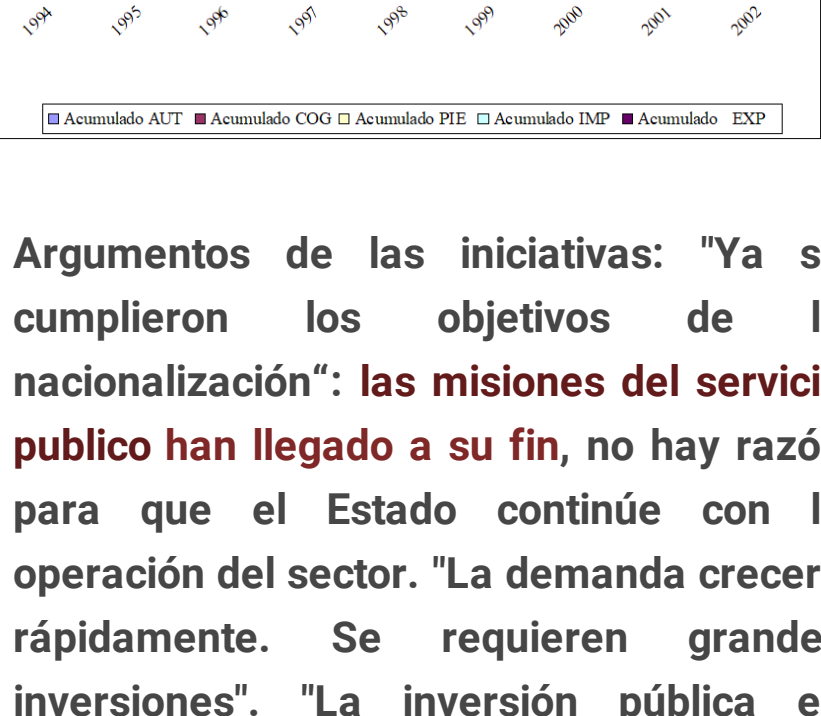 1994 1995 1996 1997 1998 1999 2000 2001 2002
Acumulado AUT Acumulado COG Acumulado PIE Acumulado IMP Acumulado EXP
Argumentos de las iniciativas: "Ya s
cumplieron los objetivos de l
nacionalización“: las misiones del servici
publico han llegado a su fin, no hay razó
para que el Estado continúe con l
operación del sector. "La demanda crecer
rápidamente. Se requieren grande
inversiones". "La inversión pública e